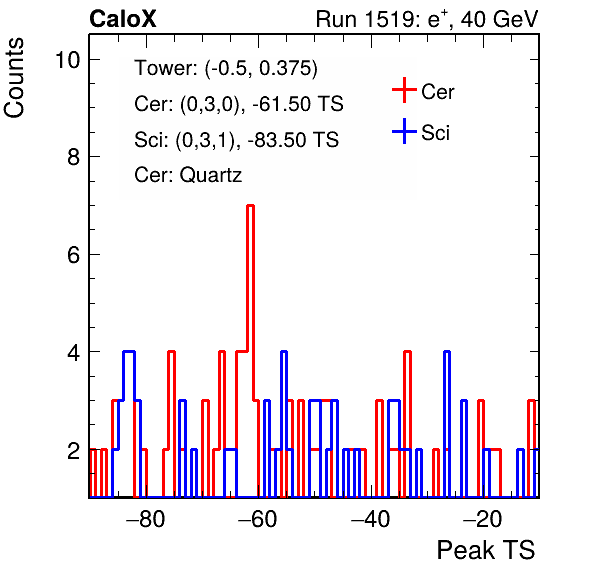 CaloX Run 1519: e⁺, 40 GeV
Counts
Tower: (-0.5, 0.375)
Cer: (0,3,0), -61.50 TS
Sci: (0,3,1), -83.50 TS
Cer: Quartz
Cer
Sci
10
8
6
4
2
−80 −60 −40 −20
Peak TS